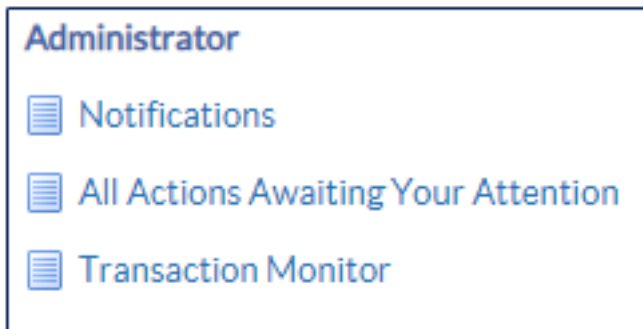 Administrator
Notifications
All Actions Awaiting Your Attention
Transaction Monitor